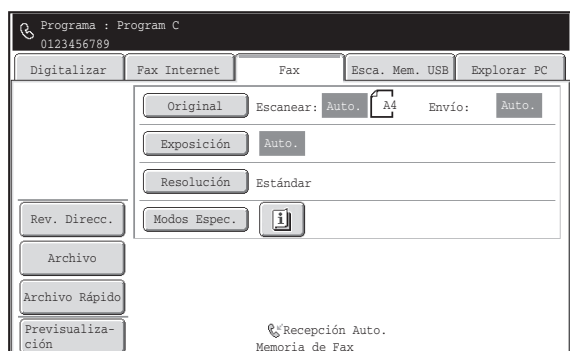 Programa : Program C
0123456789
Digitalizar Fax Internet Fax Esca. Mem. USB Explorar PC
Original Escanear: Auto. A4 Envío: Auto.
Exposición Auto.
Resolución Estándar
Rev. Direcc. Modos Espec.
Archivo
Archivo Rápido
Previsualiza-
ción
Recepción Auto.
Memoria de Fax